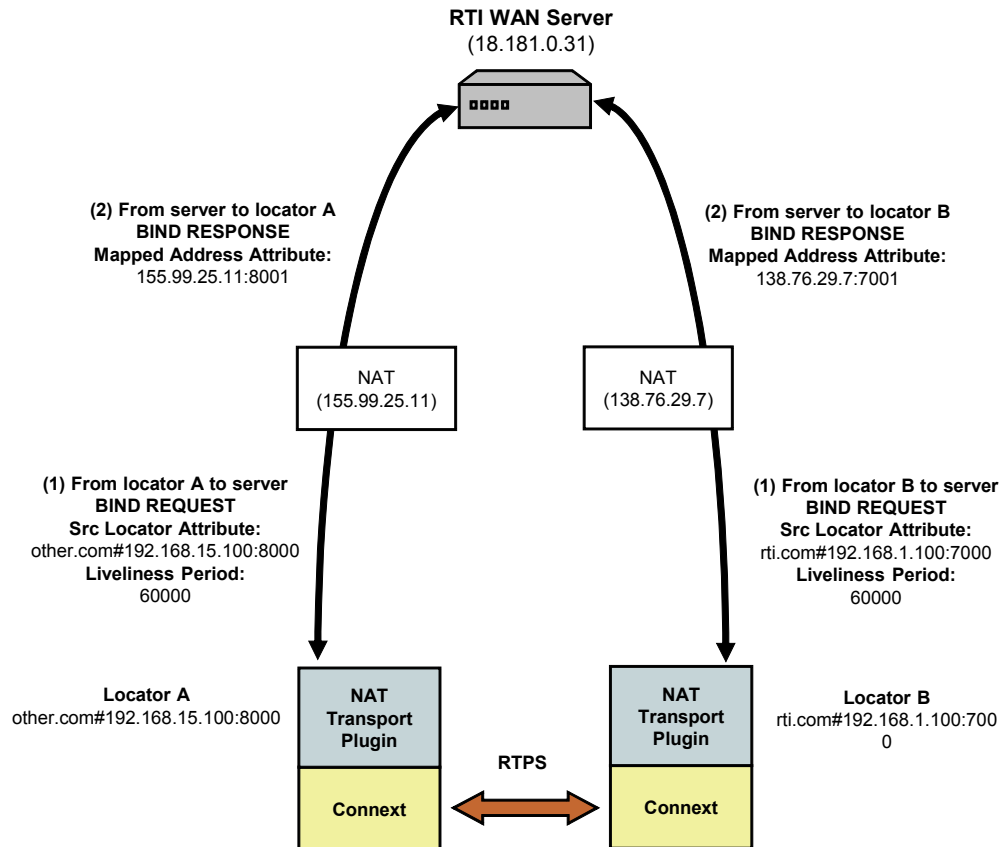 RTI WAN Server
(18.181.0.31)
(2) From server to locator A
BIND RESPONSE
Mapped Address Attribute:
155.99.25.11:8001
(2) From server to locator B
BIND RESPONSE
Mapped Address Attribute:
138.76.29.7:7001
NAT
(155.99.25.11)
NAT
(138.76.29.7)
(1) From locator A to server
BIND REQUEST
Src Locator Attribute:
other.com#192.168.15.100:8000
Liveliness Period:
60000
(1) From locator B to server
BIND REQUEST
Src Locator Attribute:
rti.com#192.168.1.100:7000
Liveliness Period:
60000
Locator A
other.com#192.168.15.100:8000
NAT
Transport
Plugin
Connext
RTPS
NAT
Transport
Plugin
Connext
Locator B
rti.com#192.168.1.100:700
0